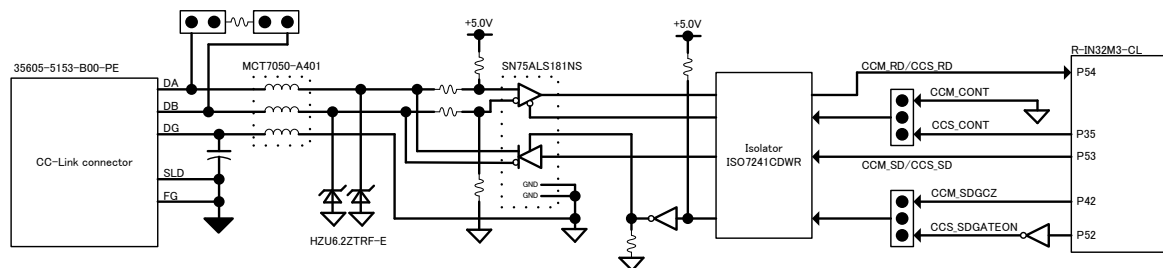 +5.0V
+5.0V
35605-5153-B00-PE
MCT7050-A401
SN75ALS181NS
R-IN32M3-CL
DA
CCM_RD/CCS_RD
P54
DB
CCM_CONT
DG
CCS_CONT
P35
CC-Link connector
Isolator
ISO7241CDWR
P53
CCM_SD/CCS_SD
SLD
GND
GND
FG
CCM_SDGCZ
P42
CCS_SDGATEON
P52
HZU6.2ZTRF-E